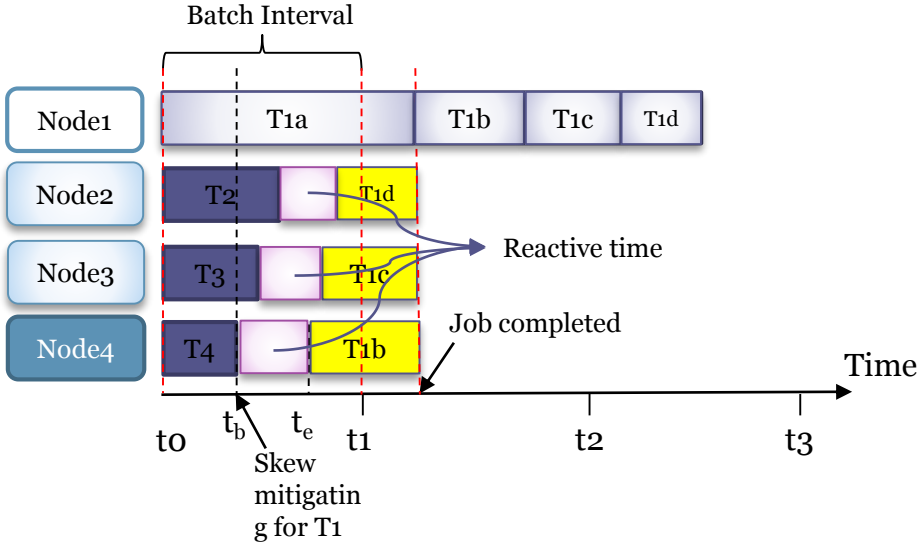 Batch Interval
Node1
T1a
T1b
T1c
T1d
Node2
T2
T1d
Node3
T3
T1c
Reactive time
Node4
T4
T1b
Job completed
Time
t0
tb
te
t1
t2
t3
Skew
mitigatin
g for T1